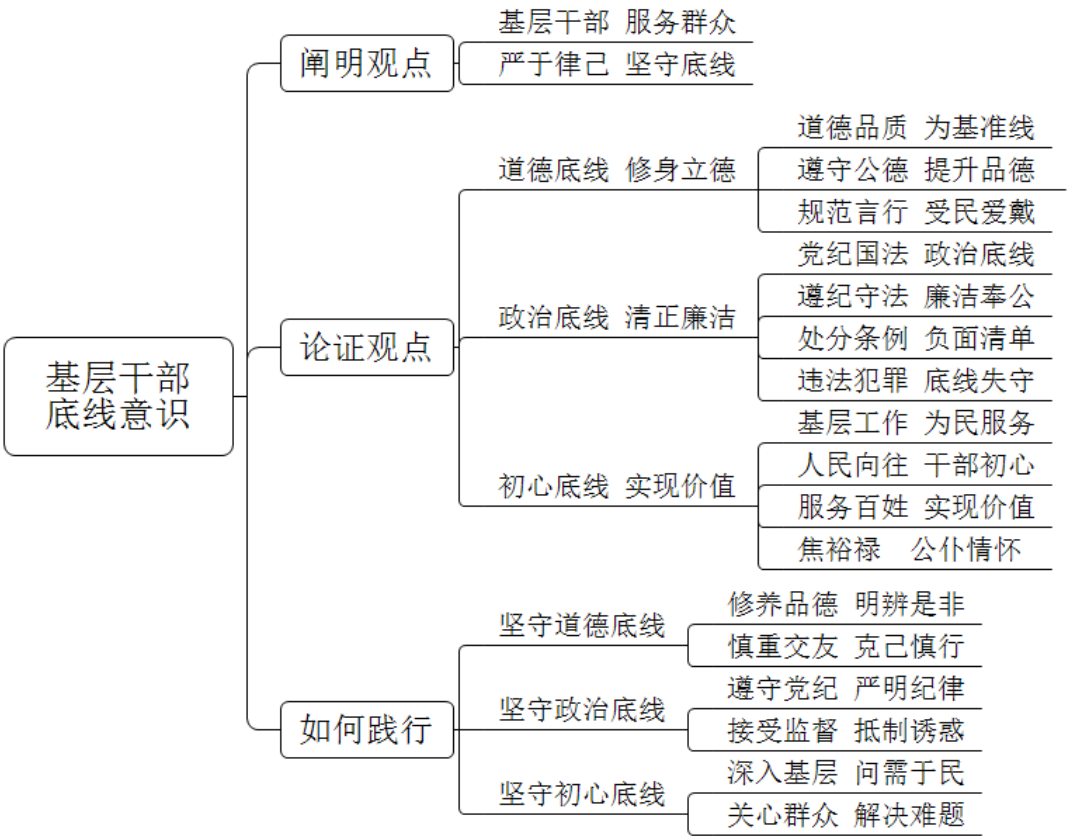 基层干部
底线意识
阐明观点
基层干部 服务群众
严于律己 坚守底线
论证观点
道德底线 修身立德
道德品质 为基准线
遵守公德 提升品德
规范言行 受民爱戴
政治底线 清正廉洁
党纪国法 政治底线
遵纪守法 廉洁奉公
处分条例 负面清单
违法犯罪 底线失守
初心底线 实现价值
基层工作 为民服务
人民向往 干部初心
服务百姓 实现价值
焦裕禄 公仆情怀
如何践行
坚守道德底线
修养品德 明辨是非
慎重交友 克己慎行
坚守政治底线
遵守党纪 严明纪律
接受监督 抵制诱惑
坚守初心底线
深入基层 问需于民
关心群众 解决难题